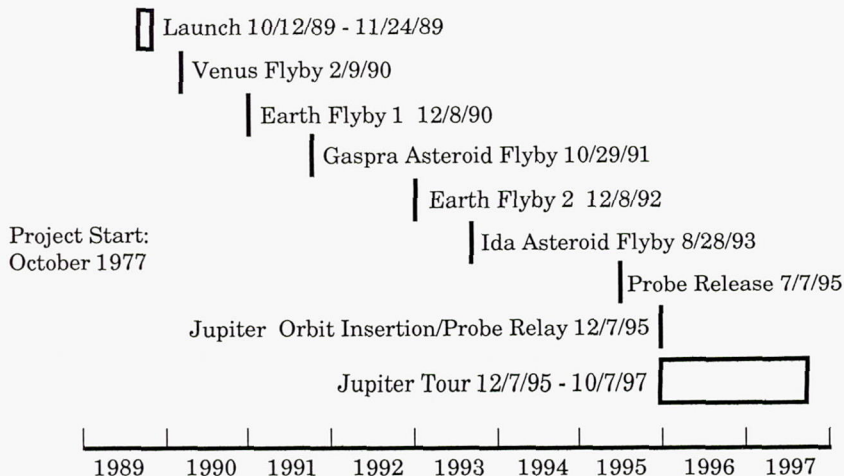 Launch 10/12/89 - 11/24/89
Venus Flyby 2/9/90
Earth Flyby 1 12/8/90
Gaspra Asteroid Flyby 10/29/91
Earth Flyby 2 12/8/92
Project Start:
October 1977
Ida Asteroid Flyby 8/28/93
Probe Release 7/7/95
Jupiter Orbit Insertion/Probe Relay 12/7/95
Jupiter Tour 12/7/95 - 10/7/97
1989 1990 1991 1992 1993 1994 1995 1996 1997